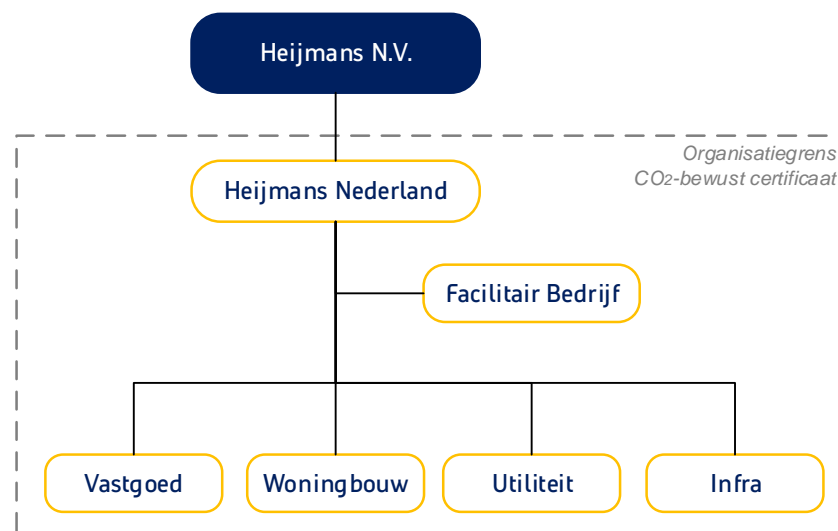 Heijmans N.V.
Organisatiegrens
CO2-bewust certificaat
Heijmans Nederland
Facilitair Bedrijf
Vastgoed
Woningbouw
Utiliteit
Infra